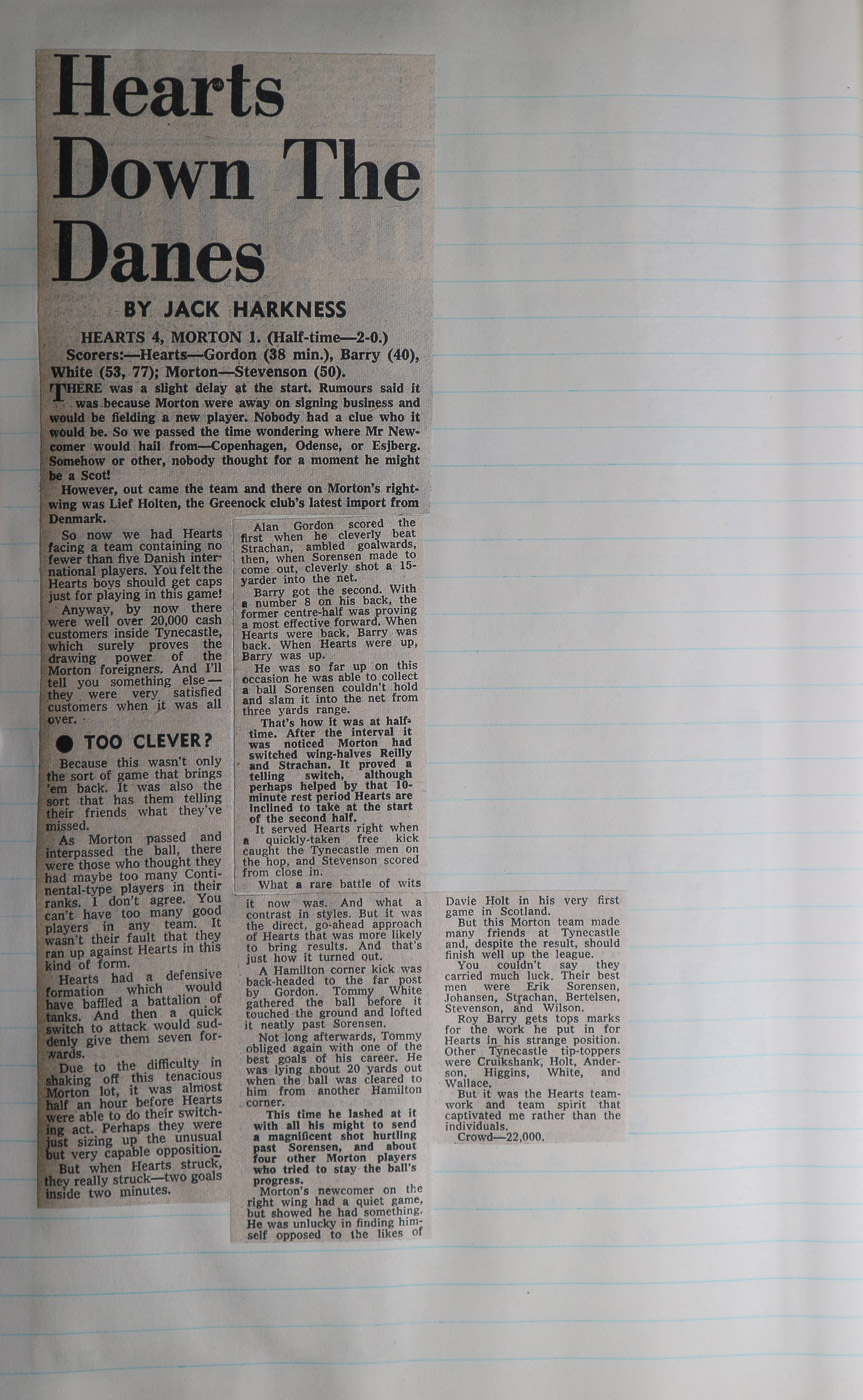 Hearts
Down The
Danes
BY JACK HARKNESS
HEARTS 4, MORTON 1. (Half-time—2-0.)
Scorers:—Hearts—Gordon (38 min.), Barry (40),
White (53, 77); Morton—Stevenson (50).
THERE was a slight delay at the start. Rumours said it
was because Morton were away on signing business and
would be fielding a new player. Nobody had a clue who it
would be. So we passed the time wondering where Mr New-
comer would hail from—Copenhagen, Odense, or Esjberg.
Somehow or other, nobody thought for a moment he might
be a Scot!
However, out came the team and there on Morton's right-
wing was Lief Holten, the Greenock club's latest import from
Denmark.
So now we had Hearts
facing a team containing no
fewer than five Danish inter-
national players. You felt the
Hearts boys should get caps
just for playing in this game!
Anyway, by now there
were well over 20,000 cash
customers inside Tynecastle,
which surely proves the
drawing power of the
Morton foreigners. And I'll
tell you something else—
they were very satisfied
customers when it was all
over.
● TOO CLEVER?
Because this wasn't only
the sort of game that brings
'em back. It was also the
sort that has them telling
their friends what they've
missed.
As Morton passed and
interpassed the ball, there
were those who thought they
had maybe too many Conti-
nental-type players in their
ranks. I don't agree. You
can't have too many good
players in any team. It
wasn't their fault that they
ran up against Hearts in this
kind of form.
Hearts had a defensive
formation which would
have baffled a battalion of
tanks. And then a quick
switch to attack would sud-
denly give them seven for-
wards.
Due to the difficulty in
shaking off this tenacious
Morton lot, it was almost
half an hour before Hearts
were able to do their switch-
ing act. Perhaps they were
just sizing up the unusual
but very capable opposition.
But when Hearts struck,
they really struck—two goals
inside two minutes.
Alan Gordon scored the
first when he cleverly beat
Strachan, ambled goalwards,
then, when Sorensen made to
come out, cleverly shot a 15-
yarder into the net.
Barry got the second. With
a number 8 on his back, the
former centre-half was proving
a most effective forward. When
Hearts were back, Barry was
back. When Hearts were up,
Barry was up.
He was so far up on this
occasion he was able to collect
a ball Sorensen couldn't hold
and slam it into the net from
three yards range.
That's how it was at half-
time. After the interval it
was noticed Morton had
switched wing-halves Reilly
and Strachan. It proved a
telling switch, although
perhaps helped by that 10-
minute rest period Hearts are
inclined to take at the start
of the second half.
It served Hearts right when
a quickly-taken free kick
caught the Tynecastle men on
the hop, and Stevenson scored
from close in.
What a rare battle of wits
it now was. And what a
contrast in styles. But it was
the direct, go-ahead approach
of Hearts that was more likely
to bring results. And that's
just how it turned out.
A Hamilton corner kick was
back-headed to the far post
by Gordon. Tommy White
gathered the ball before it
touched the ground and lofted
it neatly past Sorensen.
Not long afterwards, Tommy
obliged again with one of the
best goals of his career. He
was lying about 20 yards out
when the ball was cleared to
him from another Hamilton
corner.
This time he lashed at it
with all his might to send
a magnificent shot hurtling
past Sorensen, and about
four other Morton players
who tried to stay the ball's
progress.
Morton's newcomer on the
right wing had a quiet game,
but showed he had something.
He was unlucky in finding him-
self opposed to the likes of
Davie Holt in his very first
game in Scotland.
But this Morton team made
many friends at Tynecastle
and, despite the result, should
finish well up the league.
You couldn't say they
carried much luck. Their best
men were Erik Sorensen,
Johansen, Strachan, Bertelsen,
Stevenson, and Wilson.
Roy Barry gets tops marks
for the work he put in for
Hearts in his strange position.
Other Tynecastle tip-toppers
were Cruikshank, Holt, Ander-
son, Higgins, White, and
Wallace.
But it was the Hearts team-
work and team spirit that
captivated me rather than the
individuals.
Crowd—22,000.